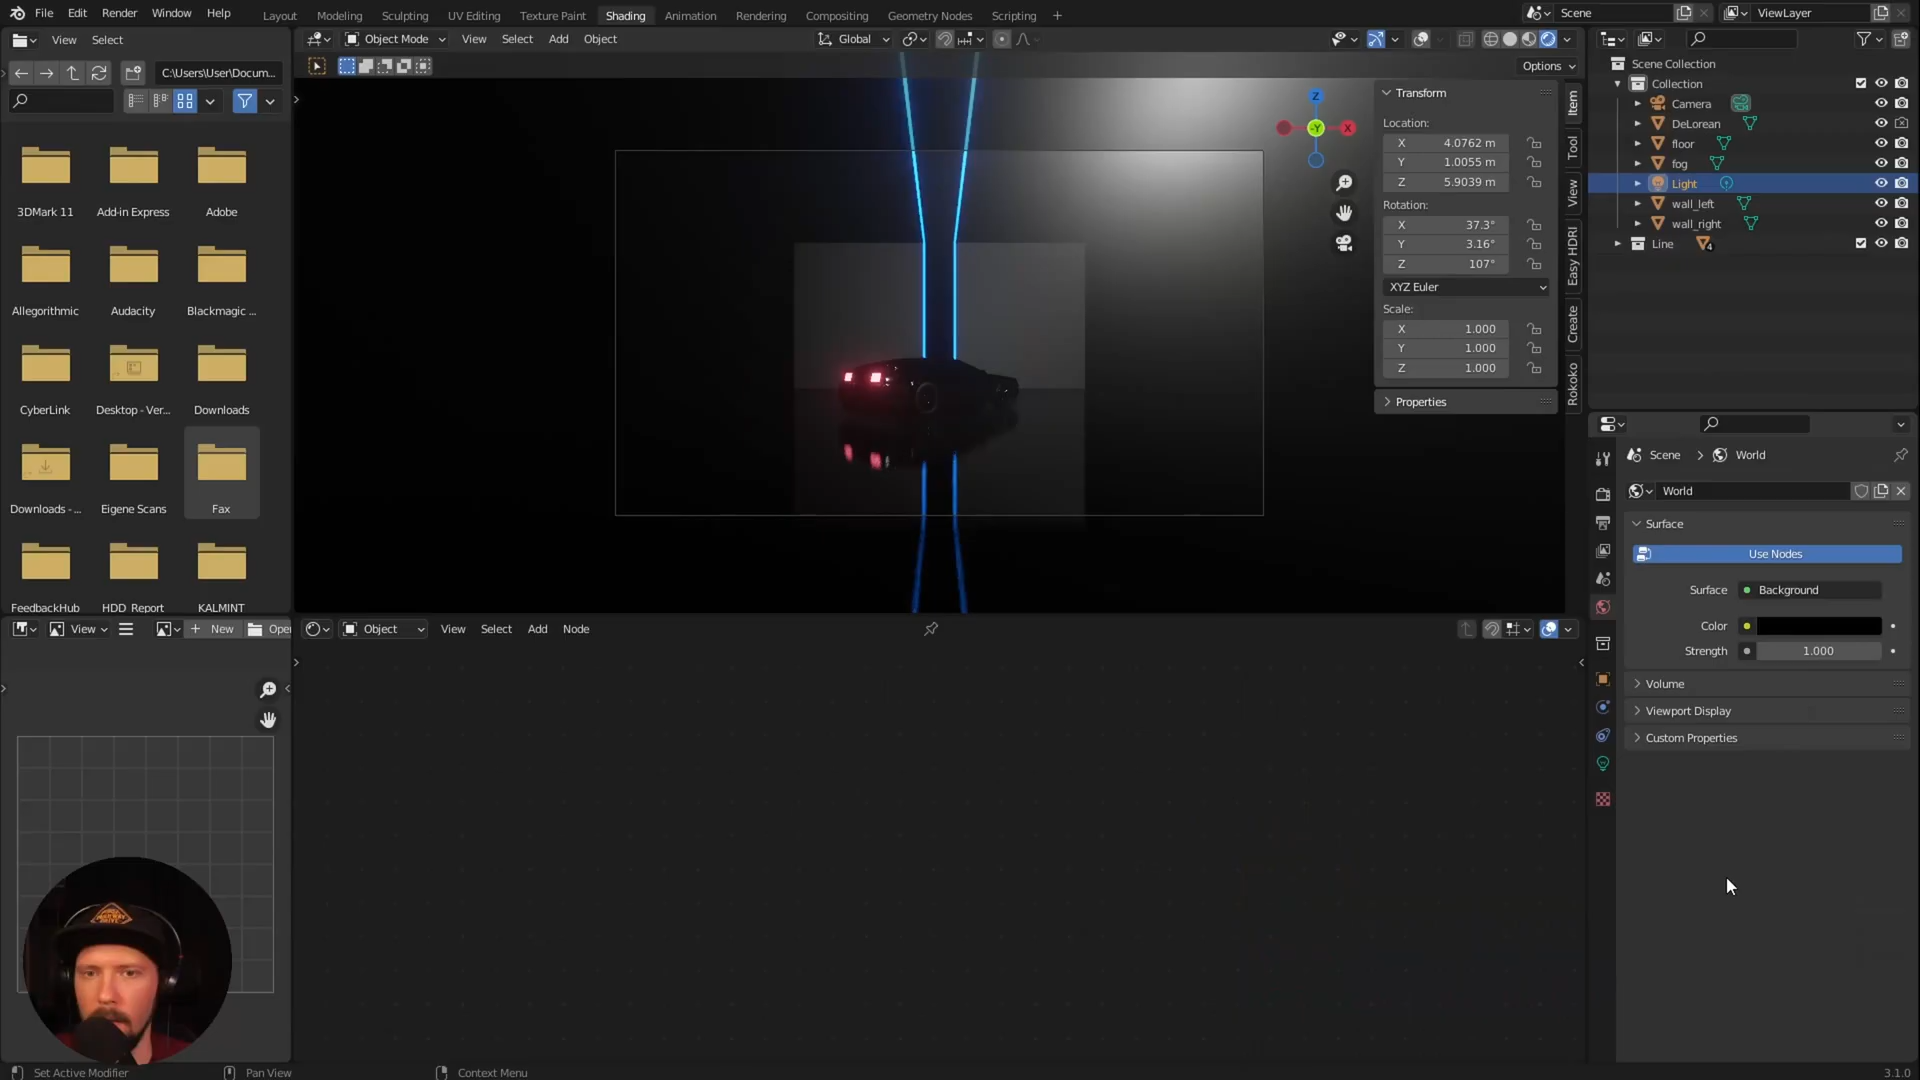 File Edit Render Window Help
Layout Modeling Sculpting UV Editing Texture Paint Shading Animation Rendering Compositing Geometry Nodes Scripting +
Scene
ViewLayer
View Select
Object Mode View Select Add Object
Global
C:\Users\User\Docum...
Options
3DMark 11 Add-in Express Adobe
Allegorithmic Audacity Blackmagic ...
CyberLink Desktop - Ver... Downloads
Downloads - ... Eigene Scans Fax
FeedbackHub HDD Report KALMINT
Z
X
-Y
Transform
Location:
X 4.0762 m
Y 1.0055 m
Z 5.9039 m
Rotation:
X 37.3°
Y 3.16°
Z 107°
XYZ Euler
Scale:
X 1.000
Y 1.000
Z 1.000
Properties
Item
Tool
View
Easy HDRI
Create
Rokoko
Scene Collection
Collection
Camera
DeLorean
floor
fog
Light
wall_left
wall_right
Line 4
Scene > World
World
Surface
Use Nodes
Surface Background
Color
Strength 1.000
Volume
Viewport Display
Custom Properties
View + New Open
Object View Select Add Node
Set Active Modifier Pan View Context Menu
3.1.0